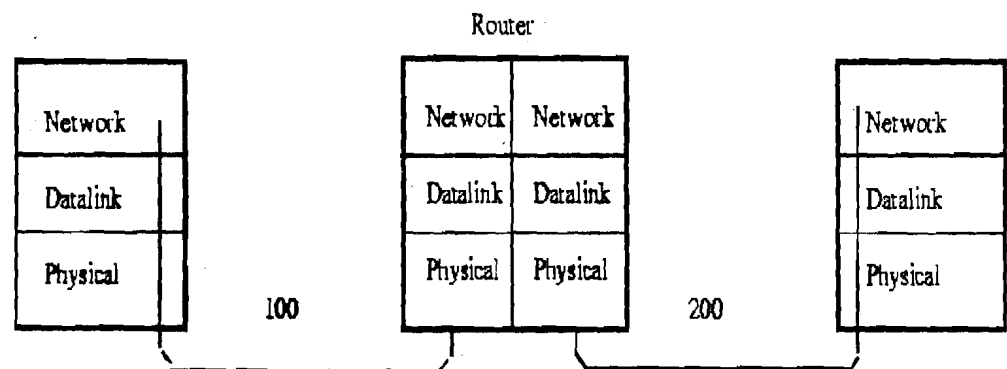 Router
Network Network Network Network
Datalink Datalink Datalink Datalink
Physical Physical Physical Physical
100 200